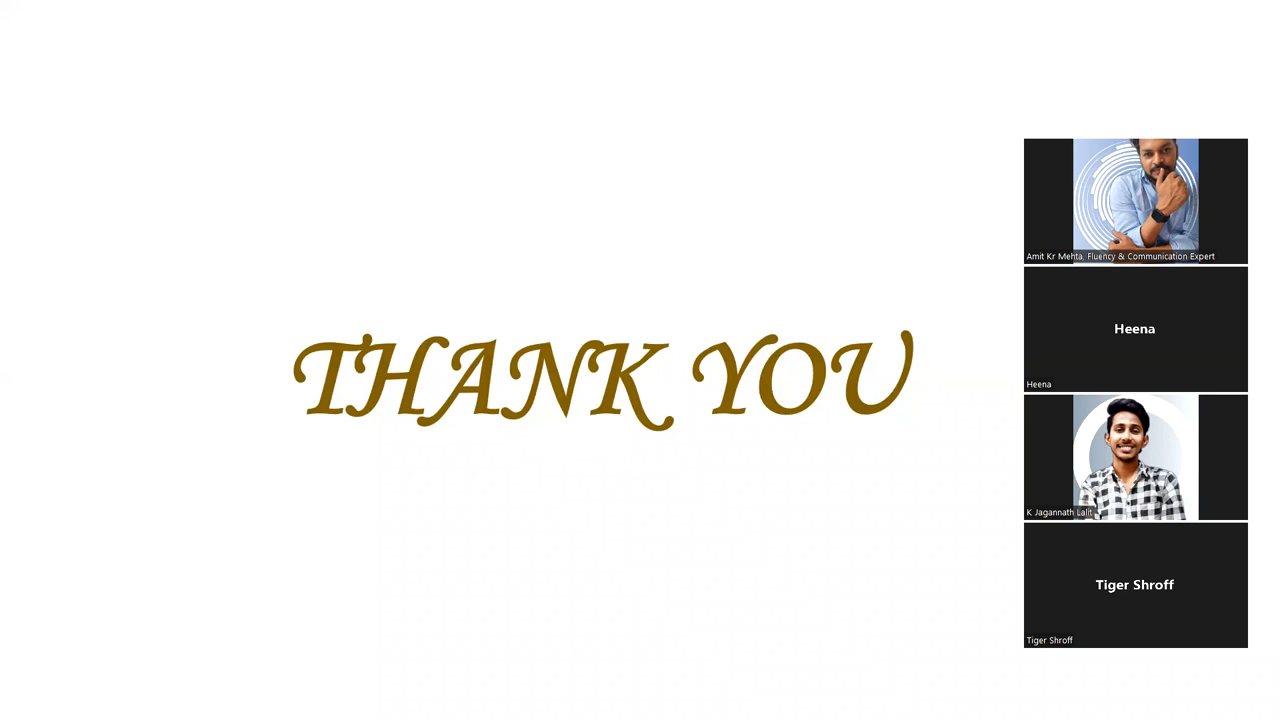 THANK YOU
Amit Kr Mehta, Fluency & Communication Expert
Heena
Heena
K Jagannath Lalit
Tiger Shroff
Tiger Shroff